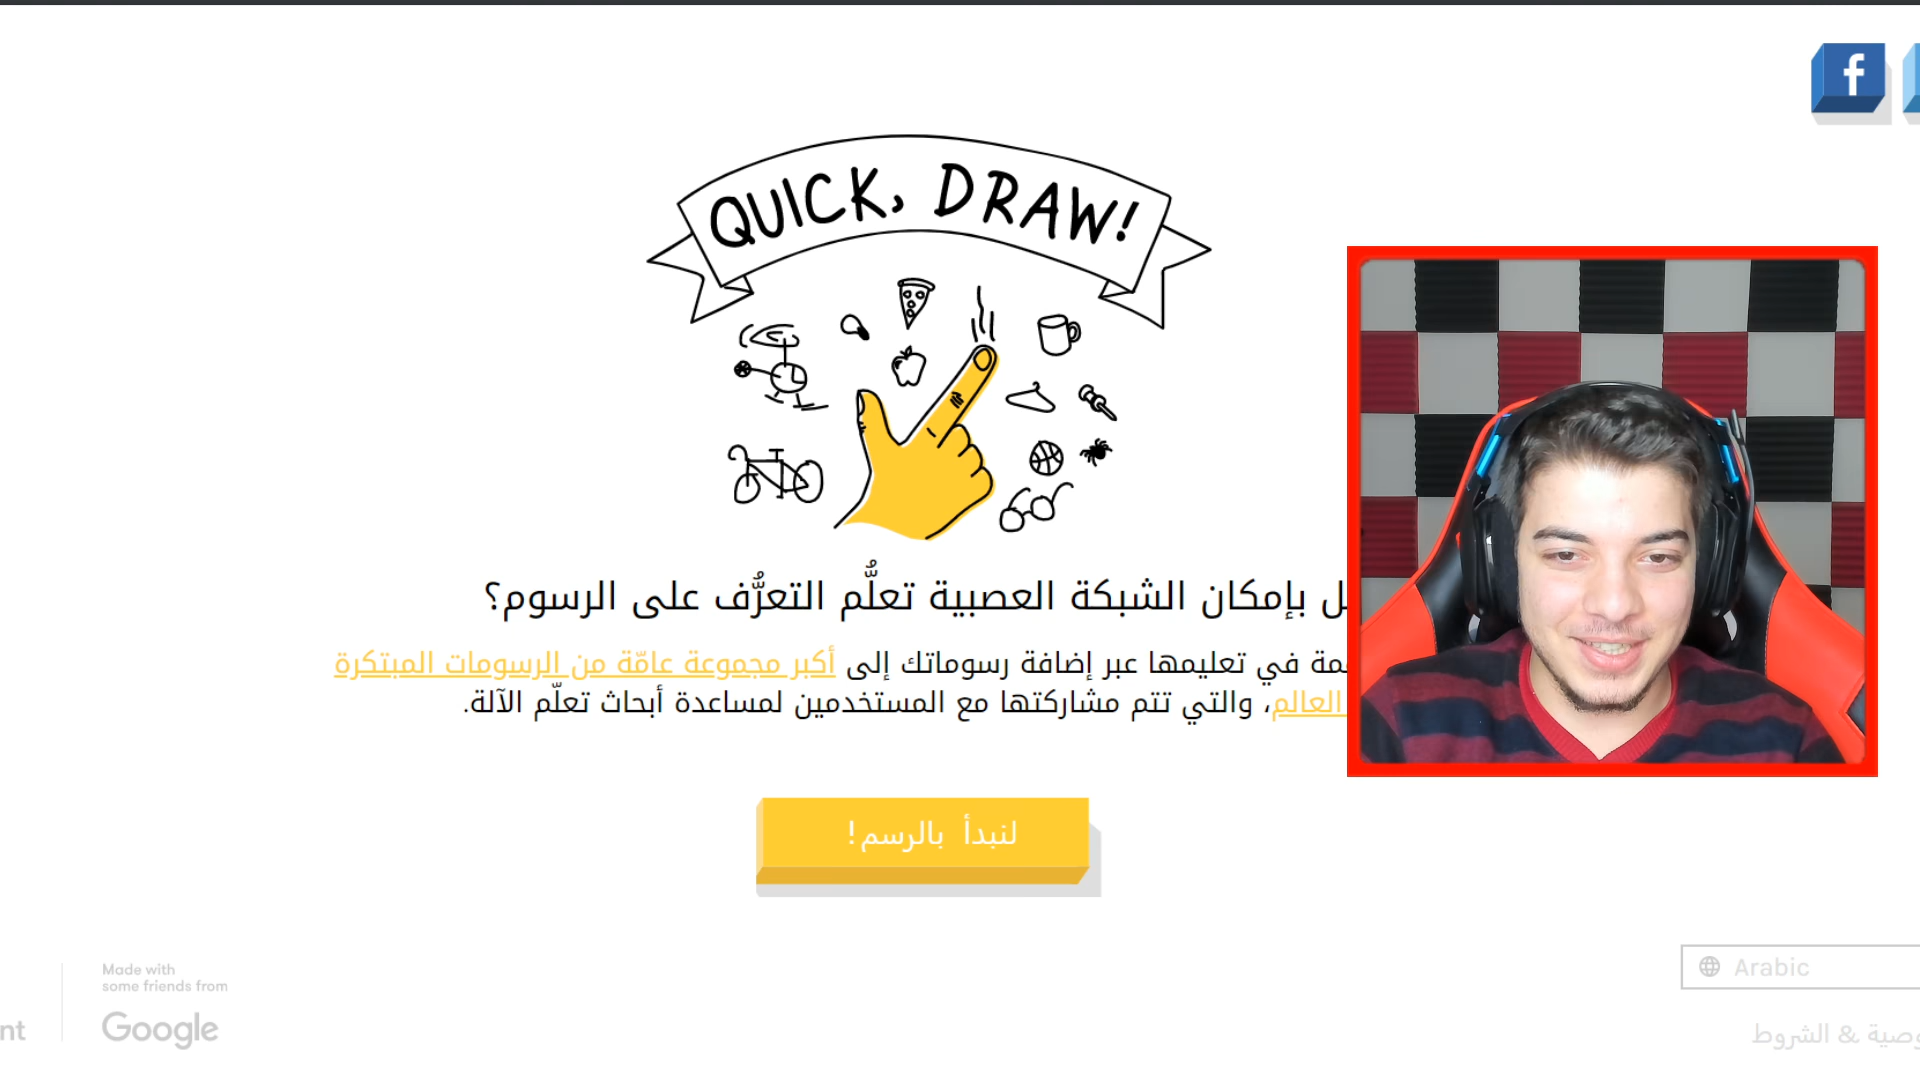 f
QUICK, DRAW!
بإمكان الشبكة العصبية تعلُّم التعرُّف على الرسوم؟
في تعليمها عبر إضافة رسوماتك إلى أكبر مجموعة عامّة من الرسومات المبتكرة
العالم، والتي تتم مشاركتها مع المستخدمين لمساعدة أبحاث تعلّم الآلة.
لنبدأ بالرسم!
Made with
some friends from
Google
Arabic
& الشروط